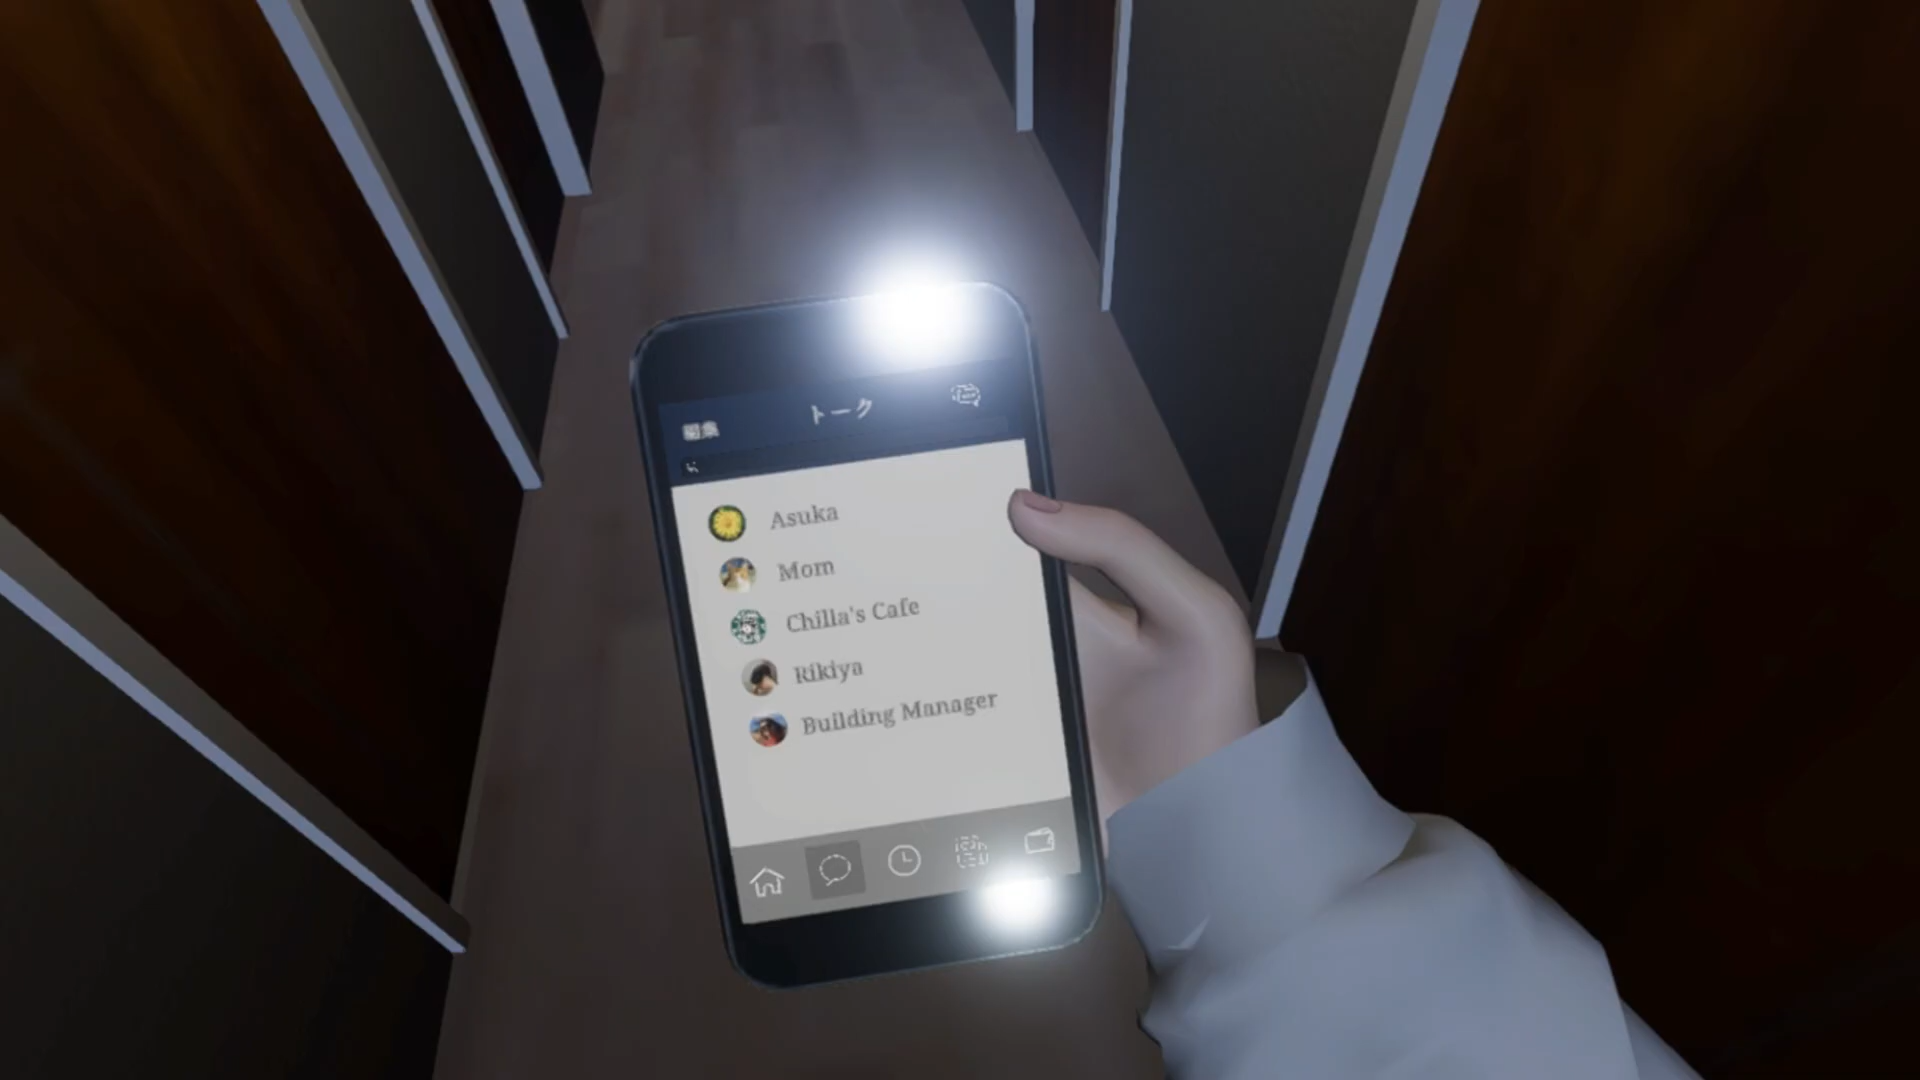 編集
トーク
Asuka
Mom
Chilla's Cafe
Rikiya
Building Manager